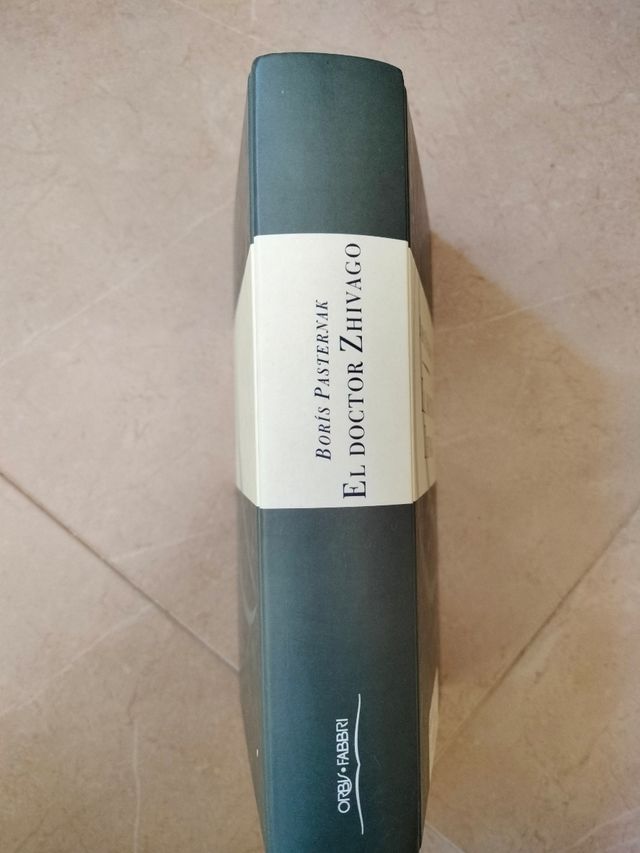 BORÍS PASTERNAK
EL DOCTOR ZHIVAGO
ORBIS • FABBRI